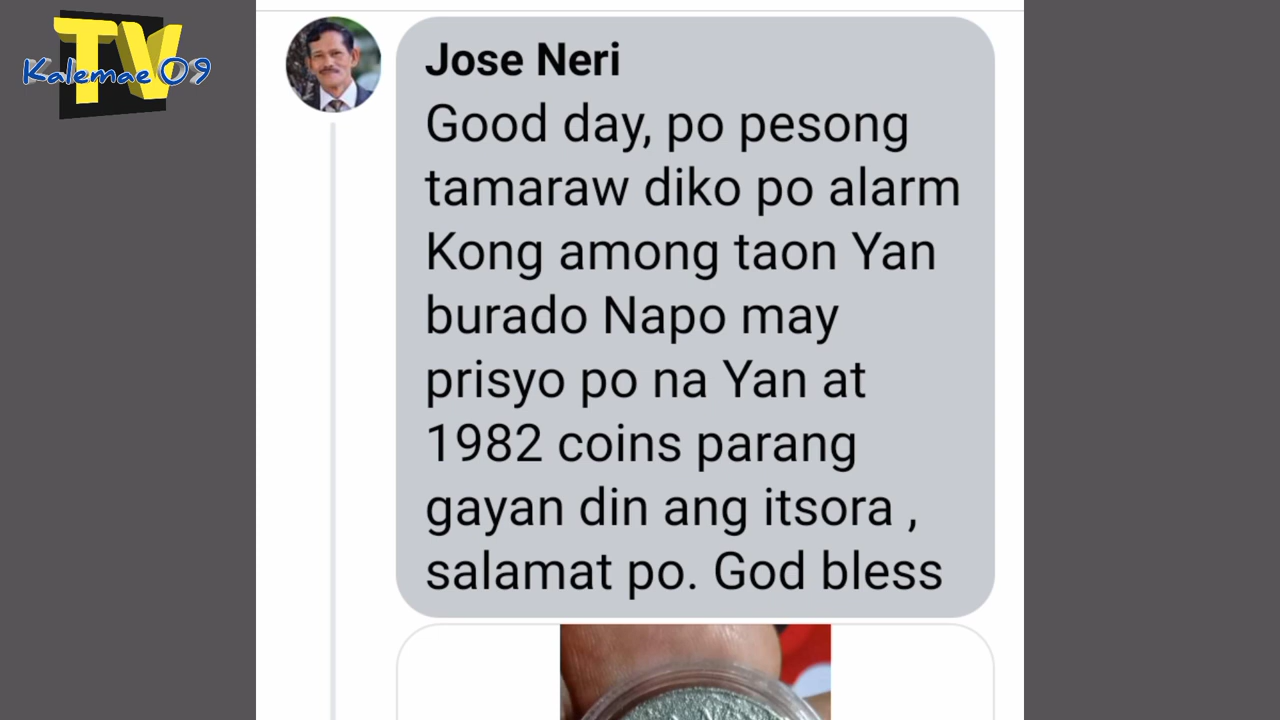 TV
Kalemae 09
Jose Neri
Good day, po pesong
tamaraw diko po alarm
Kong among taon Yan
burado Napo may
prisyo po na Yan at
1982 coins parang
gayan din ang itsora ,
salamat po. God bless